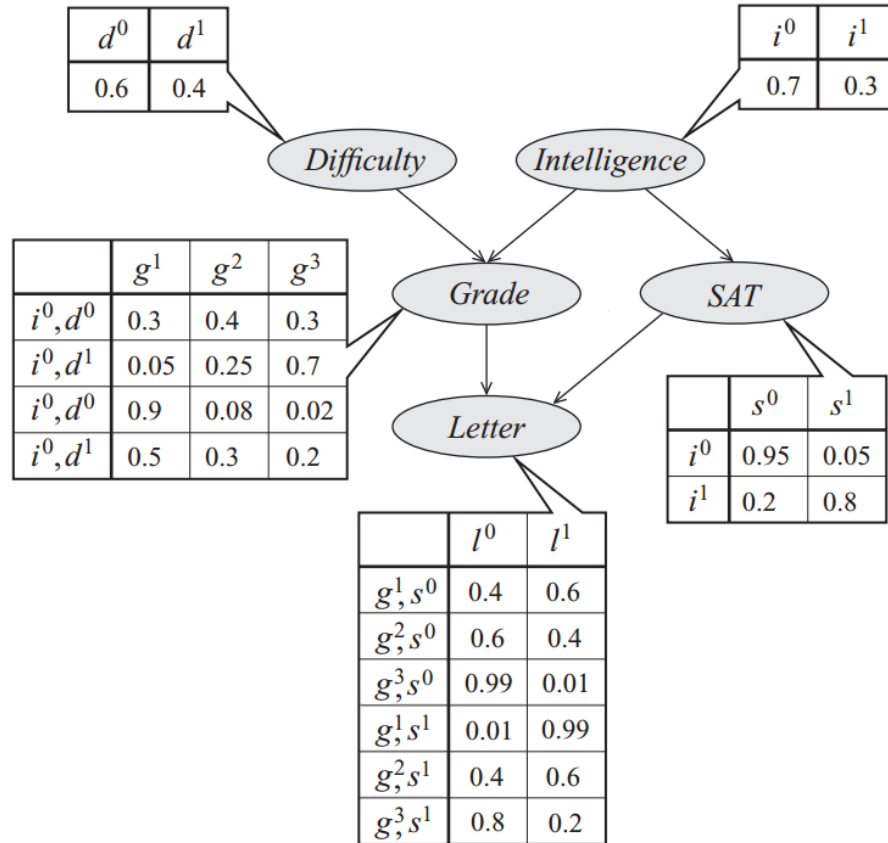 d⁰ d¹
0.6 0.4
i⁰ i¹
0.7 0.3
Difficulty
Intelligence
g¹ g² g³
i⁰,d⁰ 0.3 0.4 0.3
i⁰,d¹ 0.05 0.25 0.7
i⁰,d⁰ 0.9 0.08 0.02
i⁰,d¹ 0.5 0.3 0.2
Grade
SAT
s⁰ s¹
i⁰ 0.95 0.05
i¹ 0.2 0.8
Letter
l⁰ l¹
g¹,s⁰ 0.4 0.6
g²,s⁰ 0.6 0.4
g³,s⁰ 0.99 0.01
g¹,s¹ 0.01 0.99
g²,s¹ 0.4 0.6
g³,s¹ 0.8 0.2